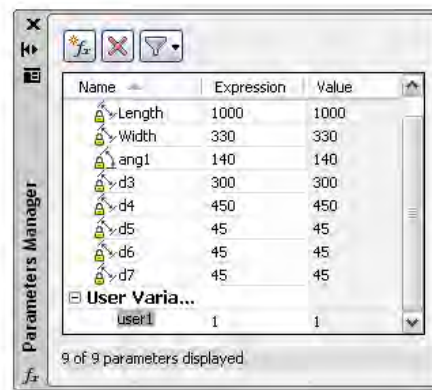 Parameters Manager
fx
Name Expression Value
Length 1000 1000
Width 330 330
ang1 140 140
d3 300 300
d4 450 450
d5 45 45
d6 45 45
d7 45 45
User Varia...
user1 1 1
9 of 9 parameters displayed
fx